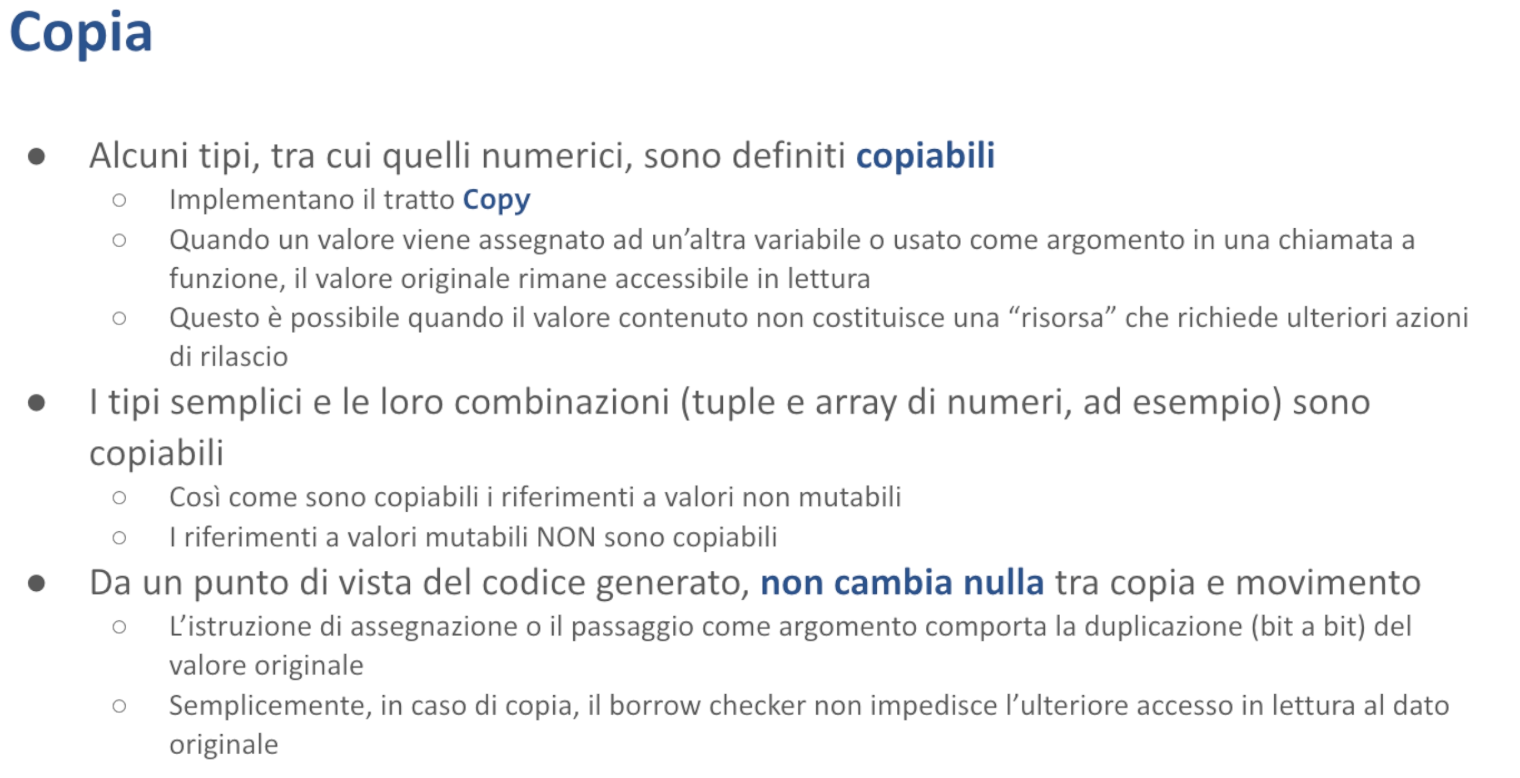 Copia
● Alcuni tipi, tra cui quelli numerici, sono definiti copiabili
○ Implementano il tratto Copy
○ Quando un valore viene assegnato ad un’altra variabile o usato come argomento in una chiamata a
funzione, il valore originale rimane accessibile in lettura
○ Questo è possibile quando il valore contenuto non costituisce una “risorsa” che richiede ulteriori azioni
di rilascio
● I tipi semplici e le loro combinazioni (tuple e array di numeri, ad esempio) sono
copiabili
○ Così come sono copiabili i riferimenti a valori non mutabili
○ I riferimenti a valori mutabili NON sono copiabili
● Da un punto di vista del codice generato, non cambia nulla tra copia e movimento
○ L’istruzione di assegnazione o il passaggio come argomento comporta la duplicazione (bit a bit) del
valore originale
○ Semplicemente, in caso di copia, il borrow checker non impedisce l’ulteriore accesso in lettura al dato
originale